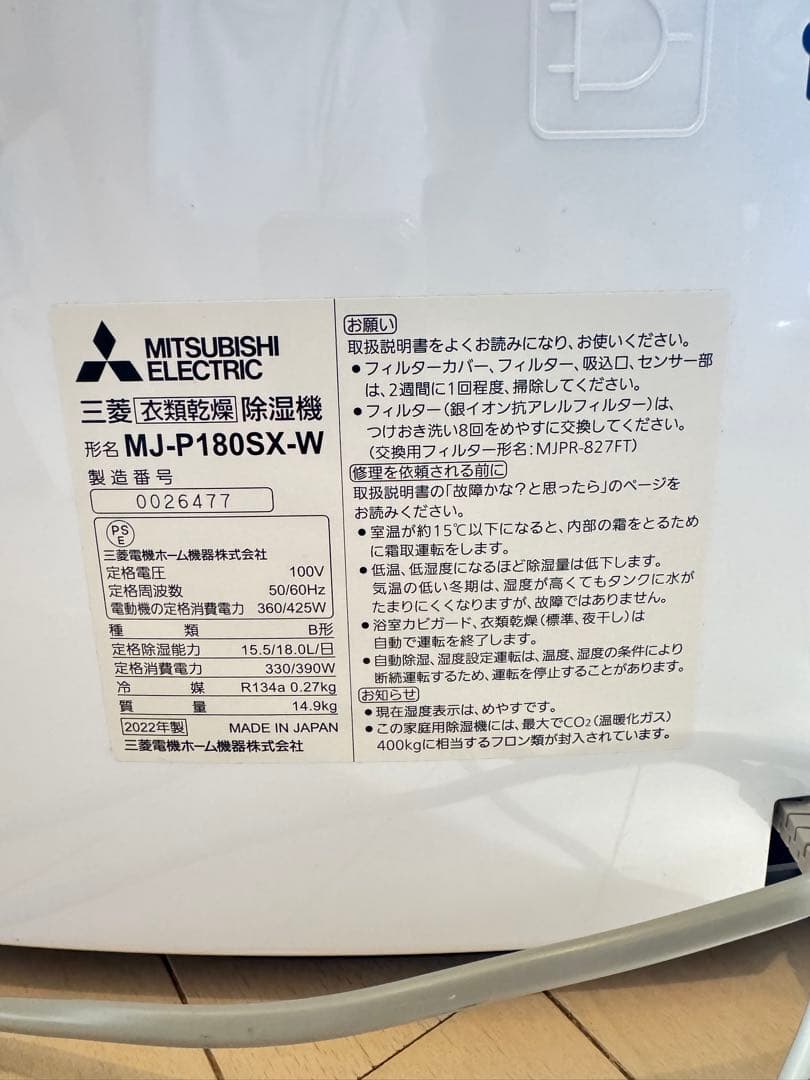 MITSUBISHI
ELECTRIC
三菱 衣類乾燥 除湿機
形名 MJ-P180SX-W
製造番号
0026477
PS
E
三菱電機ホーム機器株式会社
定格電圧 100V
定格周波数 50/60Hz
電動機の定格消費電力 360/425W
種類 B形
定格除湿能力 15.5/18.0L/日
定格消費電力 330/390W
冷媒 R134a 0.27kg
質量 14.9kg
2022年製 MADE IN JAPAN
三菱電機ホーム機器株式会社
お願い
取扱説明書をよくお読みになり、お使いください。
●フィルターカバー、フィルター、吸込口、センサー部
は、2週間に1回程度、掃除してください。
●フィルター(銀イオン抗アレルフィルター)は、
つけおき洗い8回をめやすに交換してください。
(交換用フィルター形名:MJPR-827FT)
修理を依頼される前に
取扱説明書の「故障かな?と思ったら」のページを
お読みください。
●室温が約15℃以下になると、内部の霜をとるため
に霜取運転をします。
●低温、低湿度になるほど除湿量は低下します。
気温の低い冬期は、湿度が高くてもタンクに水が
たまりにくくなりますが、故障ではありません。
●浴室カビガード、衣類乾燥(標準、夜干し)は
自動で運転を終了します。
●自動除湿、湿度設定運転は、温度、湿度の条件により
断続運転するため、運転を停止することがあります。
お知らせ
●現在湿度表示は、めやすです。
●この家庭用除湿機には、最大でCO2(温暖化ガス)
400kgに相当するフロン類が封入されています。